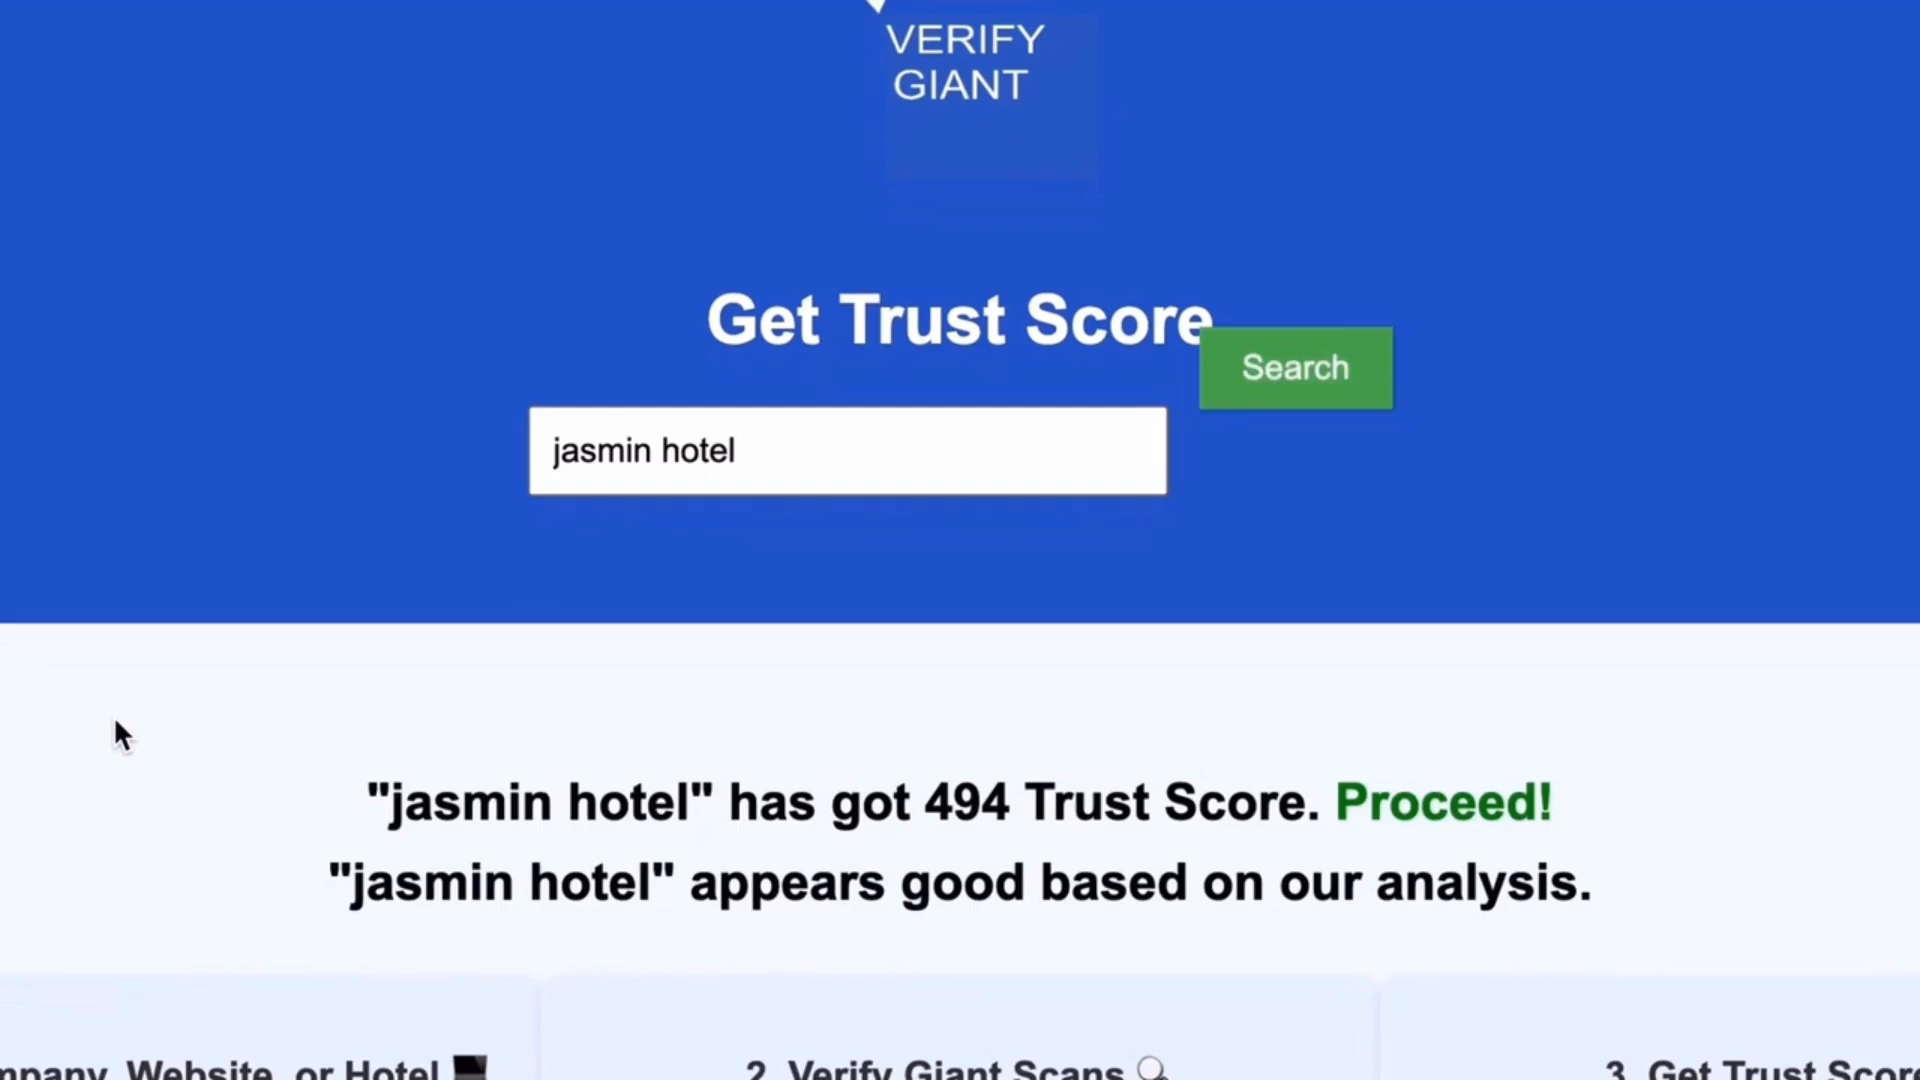 VERIFY
GIANT
Get Trust Score
Search
jasmin hotel
"jasmin hotel" has got 494 Trust Score. Proceed!
"jasmin hotel" appears good based on our analysis.
Website, or Hotel
2. Verify Giant Scans
3. Get Trust Score